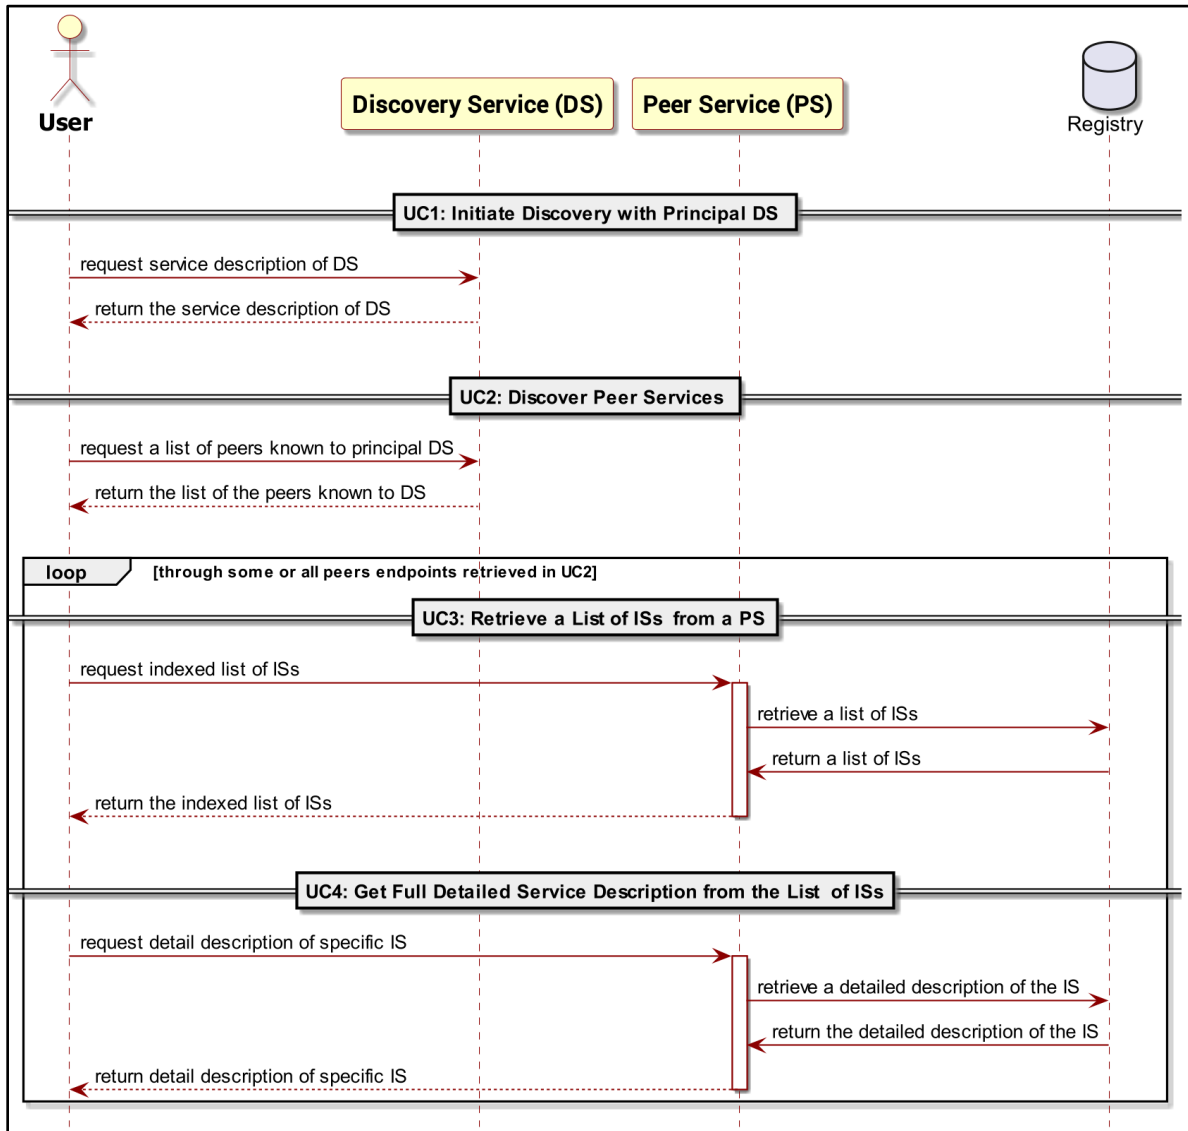 User
Discovery Service (DS)
Peer Service (PS)
Registry
UC1: Initiate Discovery with Principal DS
request service description of DS
return the service description of DS
UC2: Discover Peer Services
request a list of peers known to principal DS
return the list of the peers known to DS
loop
[through some or all peers endpoints retrieved in UC2]
UC3: Retrieve a List of ISs from a PS
request indexed list of ISs
retrieve a list of ISs
return a list of ISs
return the indexed list of ISs
UC4: Get Full Detailed Service Description from the List of ISs
request detail description of specific IS
retrieve a detailed description of the IS
return the detailed description of the IS
return detail description of specific IS